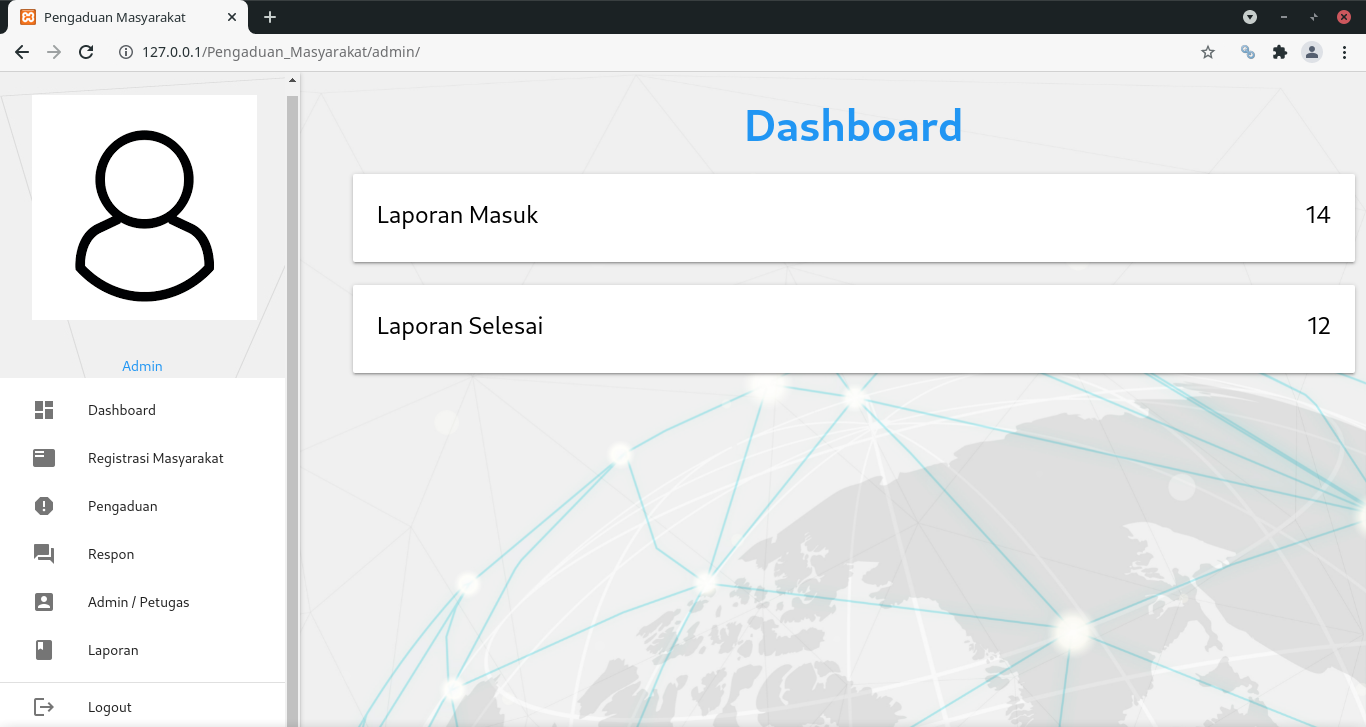 Pengaduan Masyarakat
127.0.0.1/Pengaduan_Masyarakat/admin/
Admin
Dashboard
Registrasi Masyarakat
Pengaduan
Respon
Admin / Petugas
Laporan
Logout
Dashboard
Laporan Masuk 14
Laporan Selesai 12